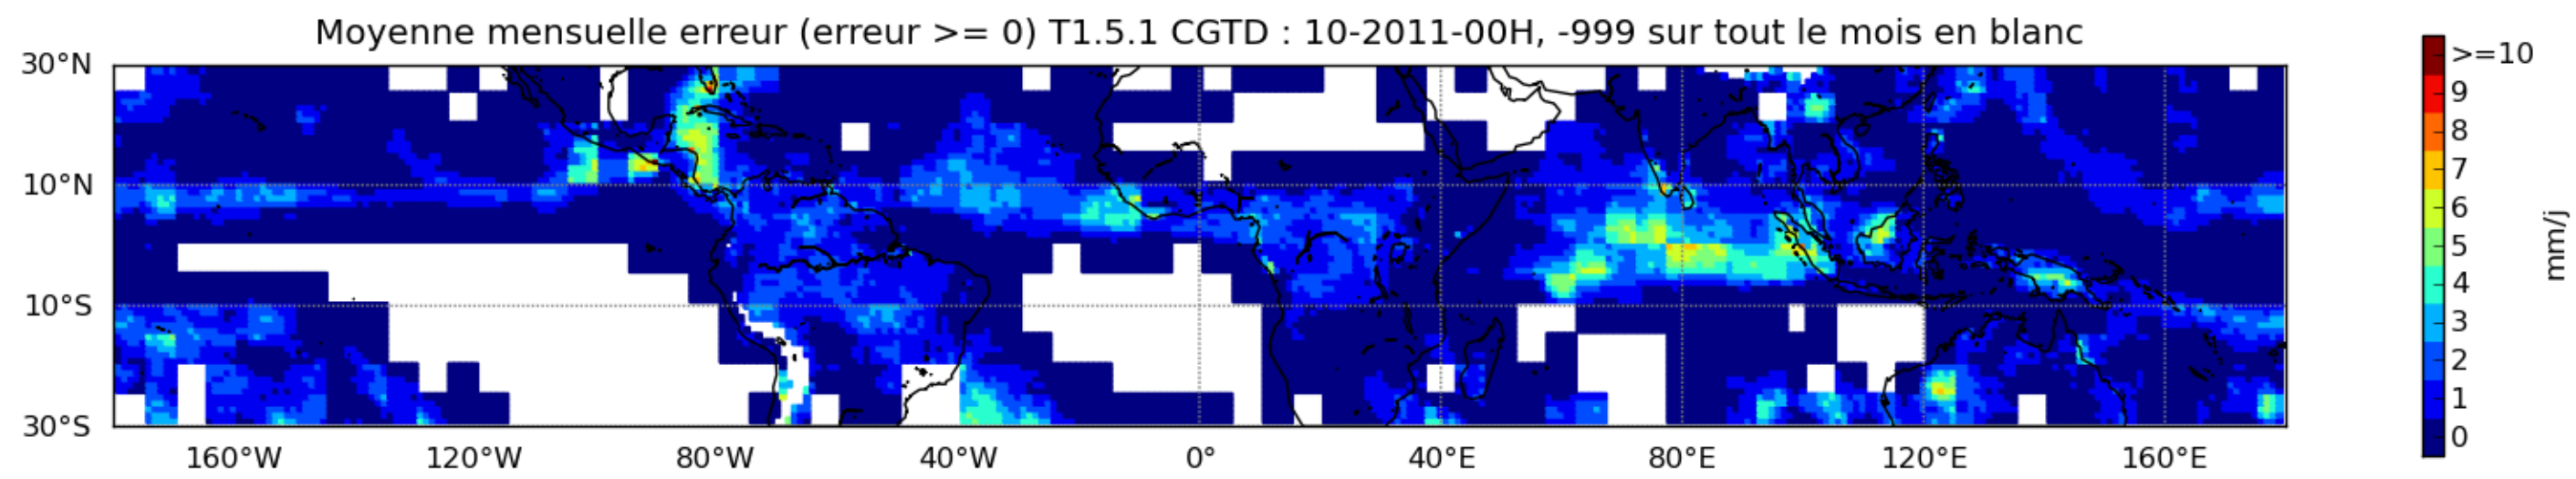 Moyenne mensuelle erreur (erreur >= 0) T1.5.1 CGTD : 10-2011-00H, -999 sur tout le mois en blanc
30°N
10°N
10°S
30°S
160°W 120°W 80°W 40°W 0° 40°E 80°E 120°E 160°E
>=10
9
8
7
6
5
4
3
2
1
0
mm/j